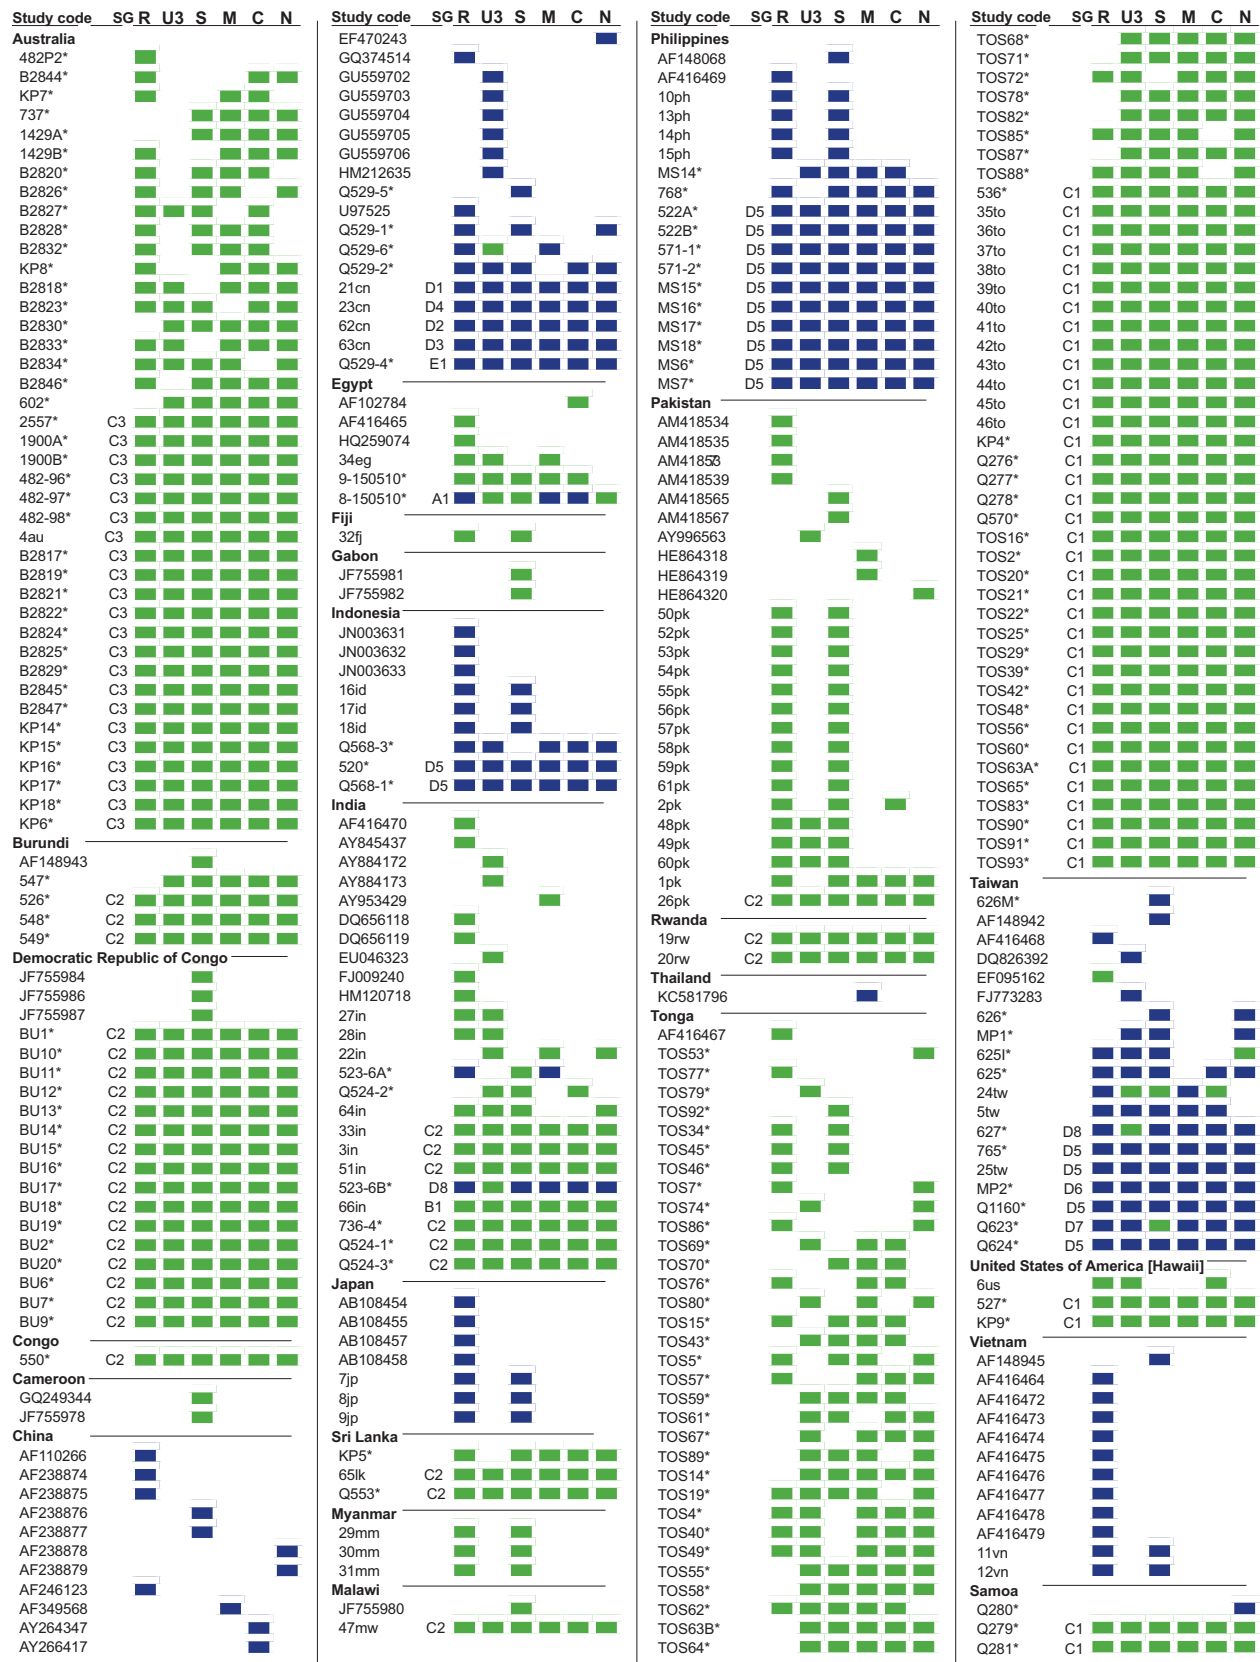 Study code SG R U3 S M C N
Australia
482P2*
B2844*
KP7*
737*
1429A*
1429B*
B2820*
B2826*
B2827*
B2828*
B2832*
KP8*
B2818*
B2823*
B2830*
B2833*
B2834*
B2846*
602*
2557* C3
1900A* C3
1900B* C3
482-96* C3
482-97* C3
482-98* C3
4au C3
B2817* C3
B2819* C3
B2821* C3
B2822* C3
B2824* C3
B2825* C3
B2829* C3
B2845* C3
B2847* C3
KP14* C3
KP15* C3
KP16* C3
KP17* C3
KP18* C3
KP6* C3
Burundi
AF148943
547*
526* C2
548* C2
549* C2
Democratic Republic of Congo
JF755984
JF755986
JF755987
BU1* C2
BU10* C2
BU11* C2
BU12* C2
BU13* C2
BU14* C2
BU15* C2
BU16* C2
BU17* C2
BU18* C2
BU19* C2
BU2* C2
BU20* C2
BU6* C2
BU7* C2
BU9* C2
Congo
550* C2
Cameroon
GQ249344
JF755978
China
AF110266
AF238874
AF238875
AF238876
AF238877
AF238878
AF238879
AF246123
AF349568
AY264347
AY266417
Study code SG R U3 S M C N
EF470243
GQ374514
GU559702
GU559703
GU559704
GU559705
GU559706
HM212635
Q529-5*
U97525
Q529-1*
Q529-6*
Q529-2*
21cn D1
23cn D4
62cn D2
63cn D3
Q529-4* E1
Egypt
AF102784
AF416465
HQ259074
34eg
9-150510*
8-150510* A1
Fiji
32fj
Gabon
JF755981
JF755982
Indonesia
JN003631
JN003632
JN003633
16id
17id
18id
Q568-3*
520* D5
Q568-1* D5
India
AF416470
AY845437
AY884172
AY884173
AY953429
DQ656118
DQ656119
EU046323
FJ009240
HM120718
27in
28in
22in
523-6A*
Q524-2*
64in
33in C2
3in C2
51in C2
523-6B* D8
66in B1
736-4* C2
Q524-1* C2
Q524-3* C2
Japan
AB108454
AB108455
AB108457
AB108458
7jp
8jp
9jp
Sri Lanka
KP5*
65lk C2
Q553* C2
Myanmar
29mm
30mm
31mm
Malawi
JF755980
47mw C2
Study code SG R U3 S M C N
Philippines
AF148068
AF416469
10ph
13ph
14ph
15ph
MS14*
768*
522A* D5
522B* D5
571-1* D5
571-2* D5
MS15* D5
MS16* D5
MS17* D5
MS18* D5
MS6* D5
MS7* D5
Pakistan
AM418534
AM418535
AM418539
AM418565
AM418567
AY996563
HE864318
HE864319
HE864320
50pk
52pk
53pk
54pk
55pk
56pk
57pk
58pk
59pk
61pk
2pk
48pk
49pk
60pk
1pk
26pk C2
Rwanda
19rw C2
20rw C2
Thailand
KC581796
Tonga
AF416467
TOS53*
TOS77*
TOS79*
TOS92*
TOS34*
TOS45*
TOS46*
TOS7*
TOS74*
TOS86*
TOS69*
TOS70*
TOS76*
TOS80*
TOS15*
TOS43*
TOS5*
TOS57*
TOS59*
TOS61*
TOS67*
TOS89*
TOS14*
TOS19*
TOS4*
TOS40*
TOS49*
TOS55*
TOS58*
TOS62*
TOS63B*
TOS64*
Study code SG R U3 S M C N
TOS68*
TOS71*
TOS72*
TOS78*
TOS82*
TOS85*
TOS87*
TOS88*
536* C1
35to C1
36to C1
37to C1
38to C1
39to C1
40to C1
41to C1
42to C1
43to C1
44to C1
45to C1
46to C1
KP4* C1
Q276* C1
Q277* C1
Q278* C1
Q570* C1
TOS16* C1
TOS2* C1
TOS20* C1
TOS21* C1
TOS22* C1
TOS25* C1
TOS29* C1
TOS39* C1
TOS42* C1
TOS48* C1
TOS56* C1
TOS60* C1
TOS63A* C1
TOS65* C1
TOS83* C1
TOS90* C1
TOS91* C1
TOS93* C1
Taiwan
626M*
AF148942
AF416468
DQ826392
EF095162
FJ773283
626*
MP1*
625I*
625*
24tw
5tw
627* D8
765* D5
25tw D5
MP2* D6
Q1160* D5
Q623* D7
Q624* D5
United States of America [Hawaii]
6us
527* C1
KP9* C1
Vietnam
AF148945
AF416464
AF416472
AF416473
AF416474
AF416475
AF416476
AF416477
AF416478
AF416479
11vn
12vn
Samoa
Q280*
Q279* C1
Q281* C1